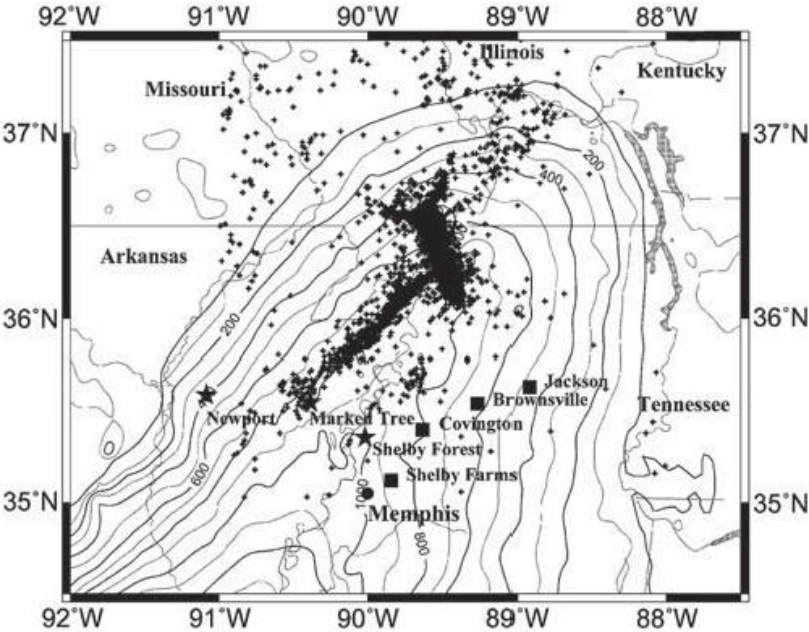 92°W 91°W 90°W 89°W 88°W
Illinois
Missouri
Kentucky
37°N 37°N
200
400
Arkansas
36°N 36°N
200
Jackson
Brownsville
Newport Marked Tree
Tennessee
Covington
Shelby Forest
600
Shelby Farms
35°N 35°N
1000
Memphis
800
92°W 91°W 90°W 89°W 88°W